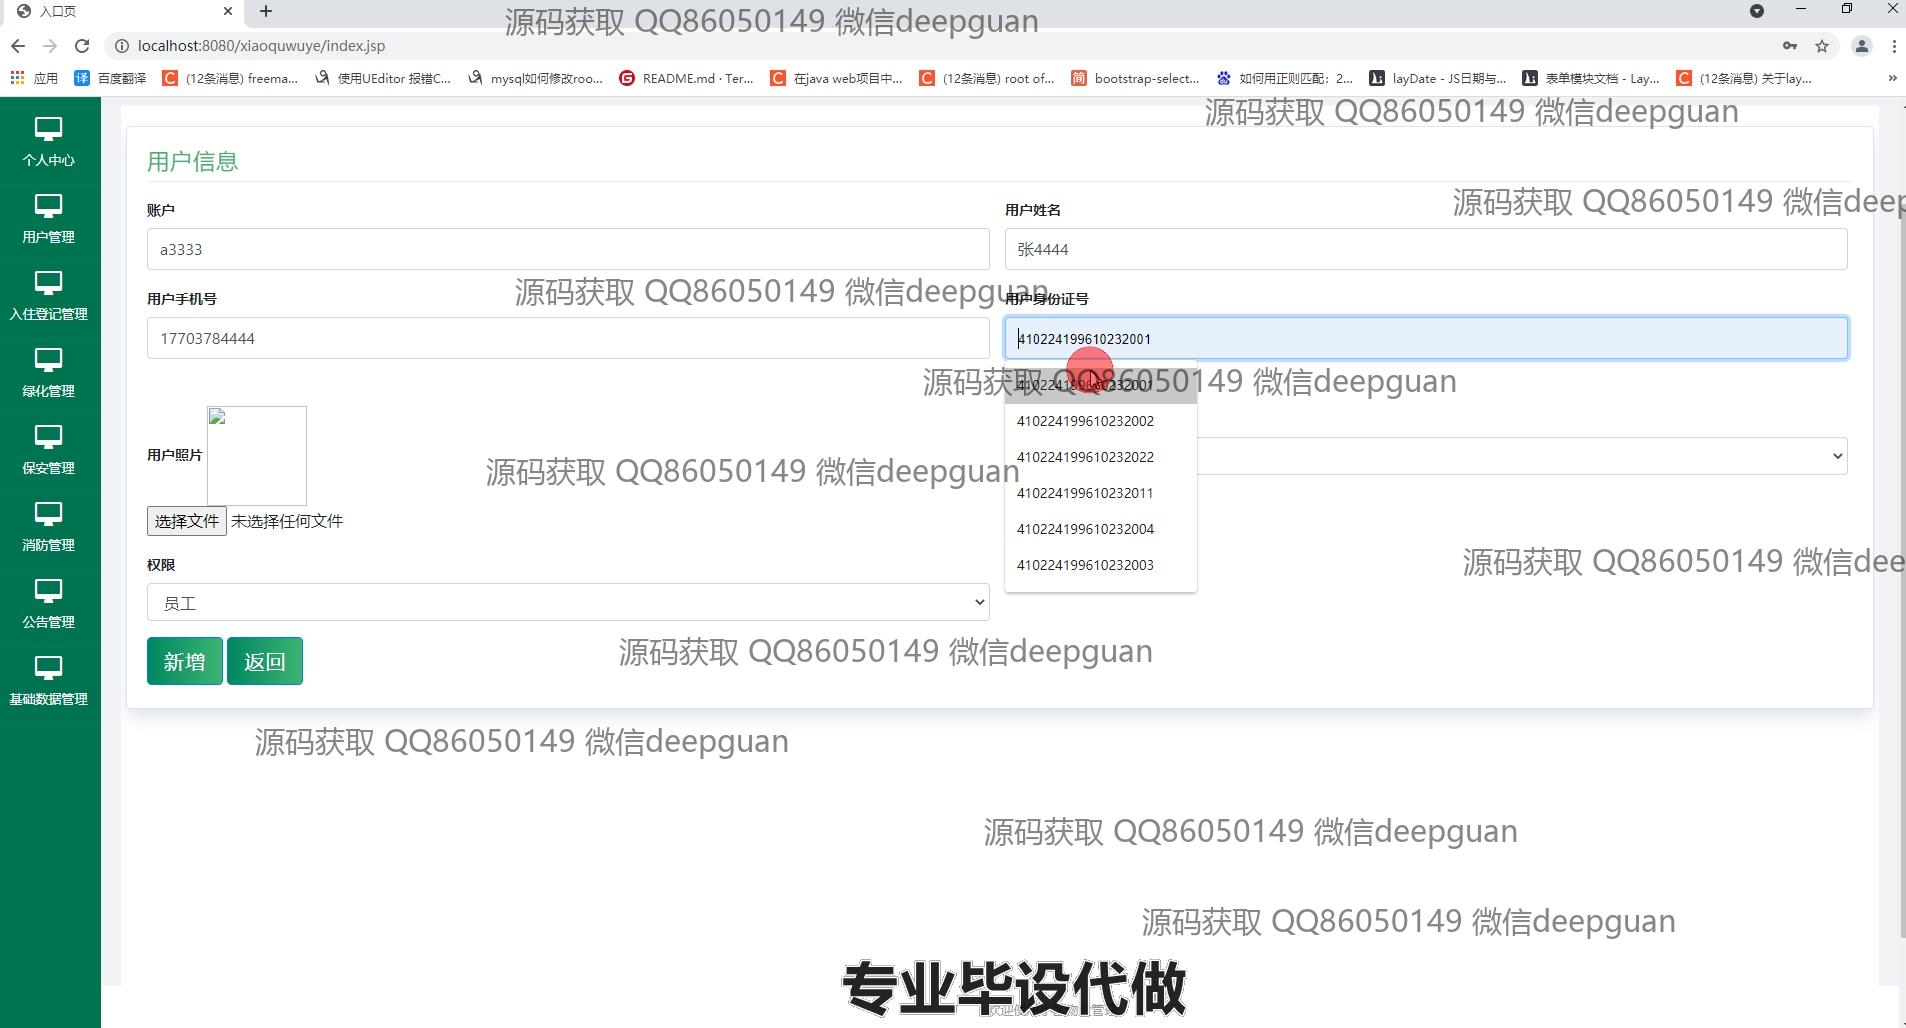 入口页
源码获取 QQ86050149 微信deepguan
localhost:8080/xiaoquwuye/index.jsp
应用
百度翻译
(12条消息) freema...
使用UEditor 报错C...
mysql如何修改roo...
README.md · Ter...
在java web项目中...
(12条消息) root of...
bootstrap-select...
如何用正则匹配：2...
layDate - JS日期与...
表单模块文档 - Lay...
(12条消息) 关于lay...
源码获取 QQ86050149 微信deepguan
个人中心
用户管理
入住登记管理
绿化管理
保安管理
消防管理
公告管理
基础数据管理
用户信息
源码获取 QQ86050149 微信deep
账户
用户姓名
a3333
张4444
源码获取 QQ86050149 微信deepguan
用户手机号
用户身份证号
17703784444
410224199610232001
源码获取 QQ86050149 微信deepguan
410224199610232001
410224199610232002
410224199610232022
410224199610232011
410224199610232004
410224199610232003
用户照片
源码获取 QQ86050149 微信deepguan
选择文件 未选择任何文件
源码获取 QQ86050149 微信dee
权限
员工
新增
返回
源码获取 QQ86050149 微信deepguan
源码获取 QQ86050149 微信deepguan
源码获取 QQ86050149 微信deepguan
源码获取 QQ86050149 微信deepguan
专业毕设代做